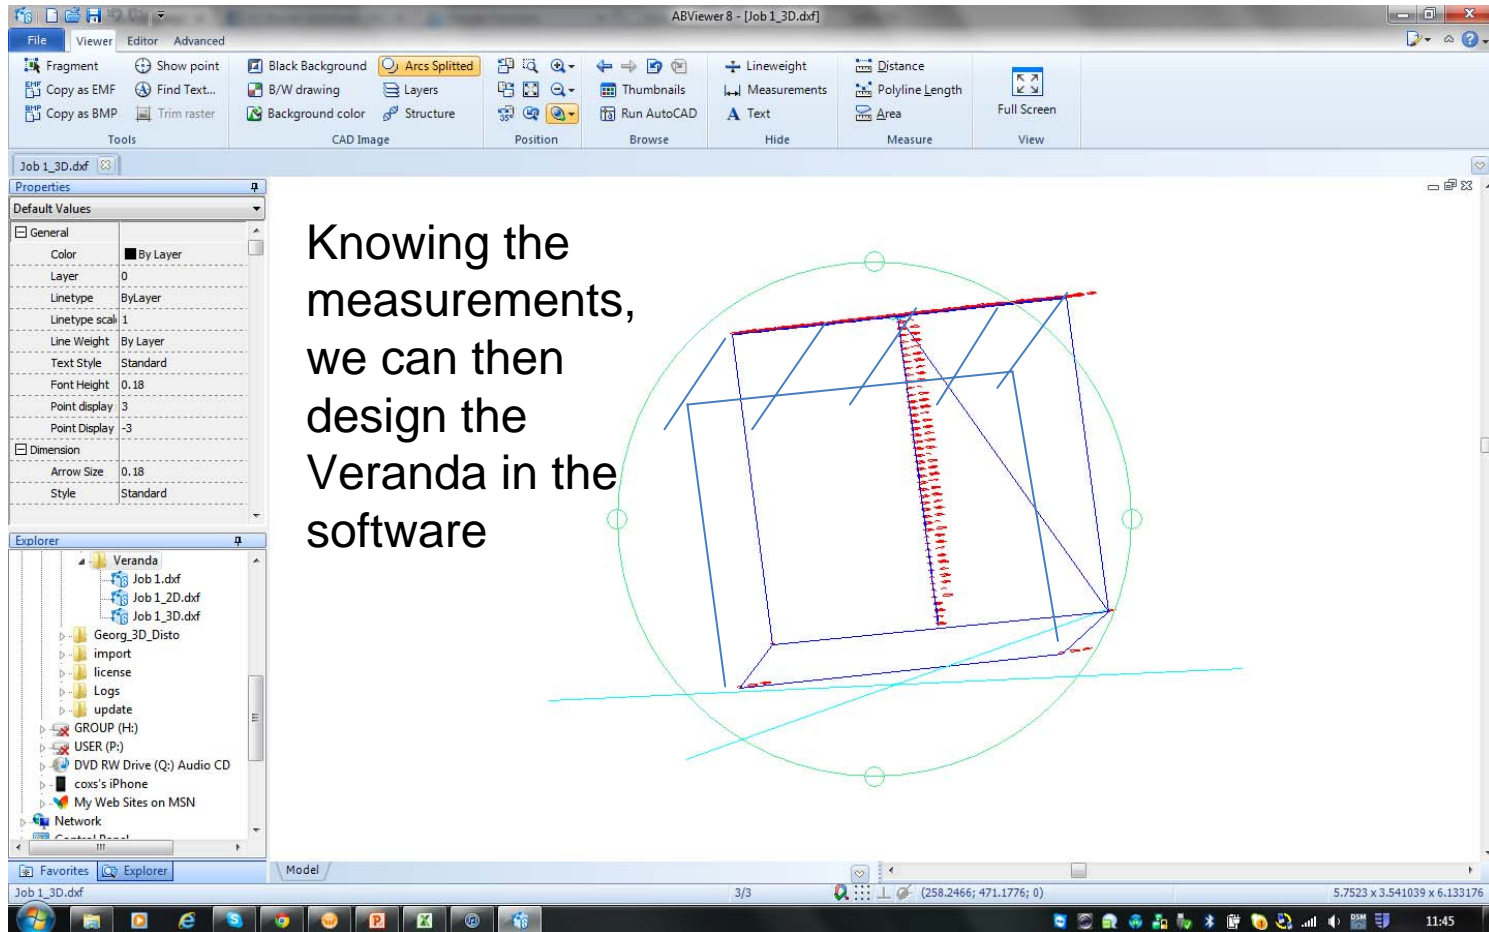 ABViewer 8 - [Job 1_3D.dxf]
File Viewer Editor Advanced
Fragment Show point Black Background Arcs Splitted Lineweight Distance
Copy as EMF Find Text... B/W drawing Layers Thumbnails Measurements Polyline Length
Copy as BMP Trim raster Background color Structure Run AutoCAD Text Area Full Screen
Tools CAD Image Position Browse Hide Measure View
Job 1_3D.dxf
Properties
Default Values
General
Color By Layer
Layer 0
Linetype ByLayer
Linetype scal 1
Line Weight By Layer
Text Style Standard
Font Height 0.18
Point display 3
Point Display -3
Dimension
Arrow Size 0.18
Style Standard
Knowing the
measurements,
we can then
design the
Veranda in the
software
Explorer
Veranda
Job 1.dxf
Job 1_2D.dxf
Job 1_3D.dxf
Georg_3D_Disto
import
license
Logs
update
GROUP (H:)
USER (P:)
DVD RW Drive (Q:) Audio CD
coxs's iPhone
My Web Sites on MSN
Network
Favorites Explorer Model
Job 1_3D.dxf 3/3 (258.2466; 471.1776; 0) 5.7523 x 3.541039 x 6.133176
11:45